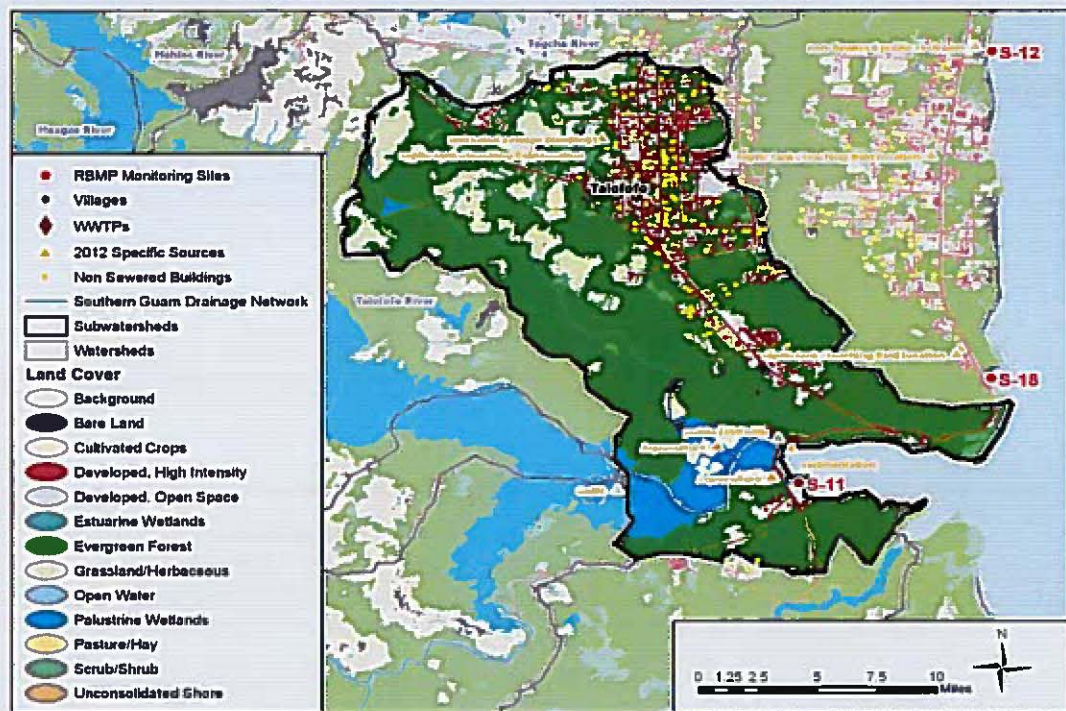 Togcha River
S-12
RBMP Monitoring Sites
Villages
WWTPs
2012 Specific Sources
Non Sewered Buildings
Southern Guam Drainage Network
Subwatersheds
Watersheds
Land Cover
Background
Bare Land
Cultivated Crops
Developed, High Intensity
Developed, Open Space
Estuarine Wetlands
Evergreen Forest
Grassland/Herbaceous
Open Water
Palustrine Wetlands
Pasture/Hay
Scrub/Shrub
Unconsolidated Shore
Talofofo
Talofofo River
S-18
sedimentation
S-11
N
0 1.25 2.5 5 7.5 10
Miles